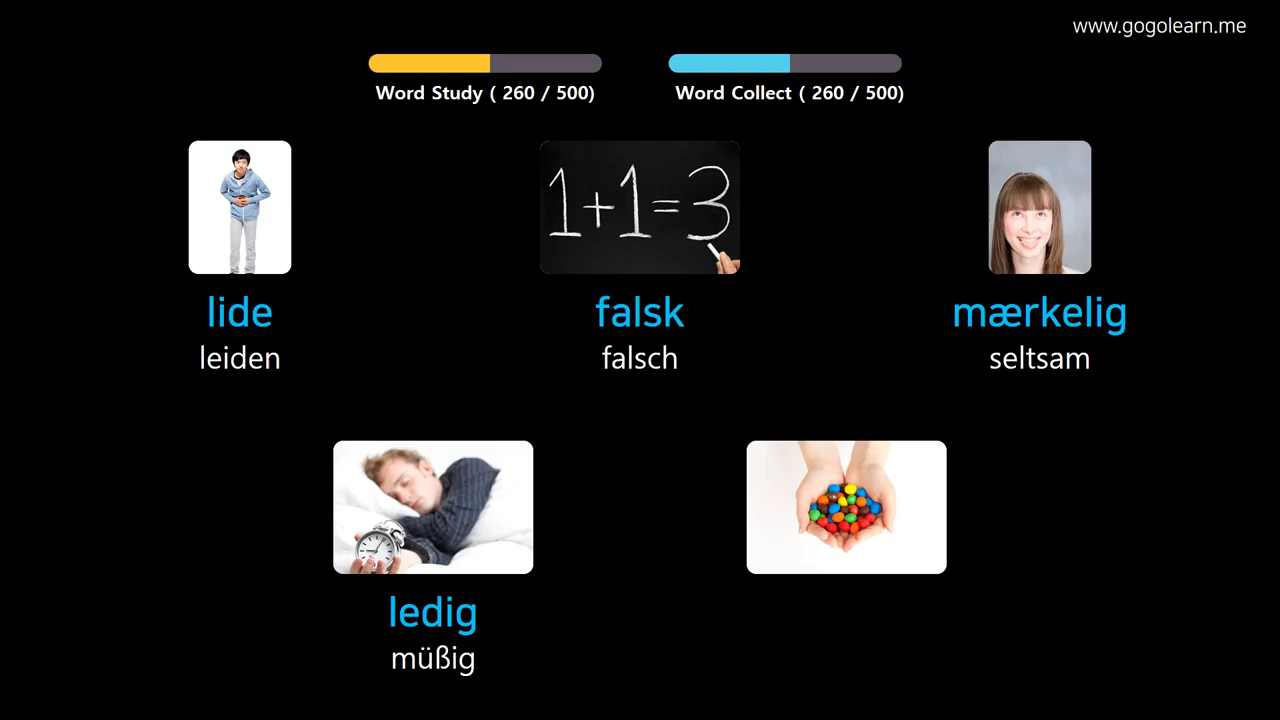 www.gogolearn.me
Word Study ( 260 / 500)
Word Collect ( 260 / 500)
1+1=3
lide
leiden
falsk
falsch
mærkelig
seltsam
ledig
müßig